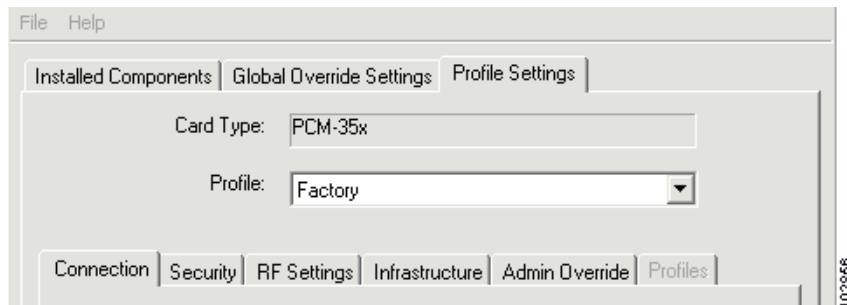 File Help
Installed Components Global Override Settings Profile Settings
Card Type: PCM-35x
Profile: Factory
Connection Security RF Settings Infrastructure Admin Override Profiles